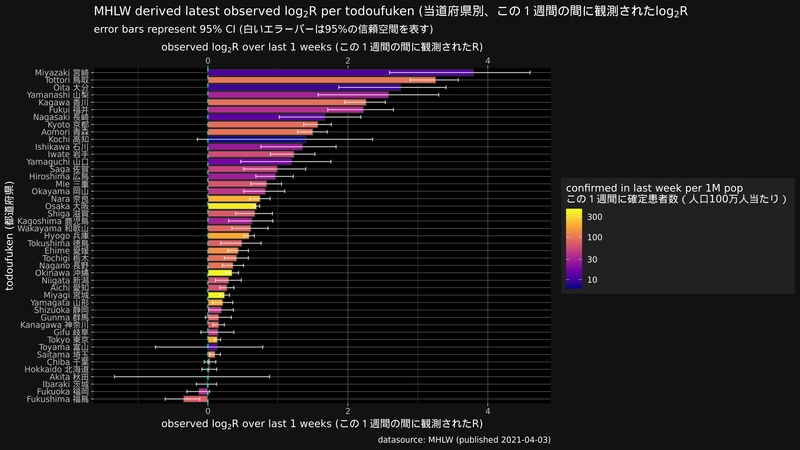 MHLW derived latest observed log2R per todoufuken (当道府県別、この１週間の間に観測されたlog2R
error bars represent 95% CI (白いエラーバーは95%の信頼空間を表す)
observed log2R over last 1 weeks (この１週間の間に観測されたR)
0 2 4
todoufuken (都道府県)
Miyazaki 宮崎
Tottori 鳥取
Oita 大分
Yamanashi 山梨
Kagawa 香川
Fukui 福井
Nagasaki 長崎
Kyoto 京都
Aomori 青森
Kochi 高知
Ishikawa 石川
Iwate 岩手
Yamaguchi 山口
Saga 佐賀
Hiroshima 広島
Mie 三重
Okayama 岡山
Nara 奈良
Osaka 大阪
Shiga 滋賀
Kagoshima 鹿児島
Wakayama 和歌山
Hyogo 兵庫
Tokushima 徳島
Ehime 愛媛
Tochigi 栃木
Nagano 長野
Okinawa 沖縄
Niigata 新潟
Aichi 愛知
Miyagi 宮城
Yamagata 山形
Shizuoka 静岡
Gunma 群馬
Kanagawa 神奈川
Gifu 岐阜
Tokyo 東京
Toyama 富山
Saitama 埼玉
Chiba 千葉
Hokkaido 北海道
Akita 秋田
Ibaraki 茨城
Fukuoka 福岡
Fukushima 福島
0 2 4
observed log2R over last 1 weeks (この１週間の間に観測されたR)
datasource: MHLW (published 2021-04-03)
confirmed in last week per 1M pop
この１週間に確定患者数（人口100万人当たり）
300
100
30
10